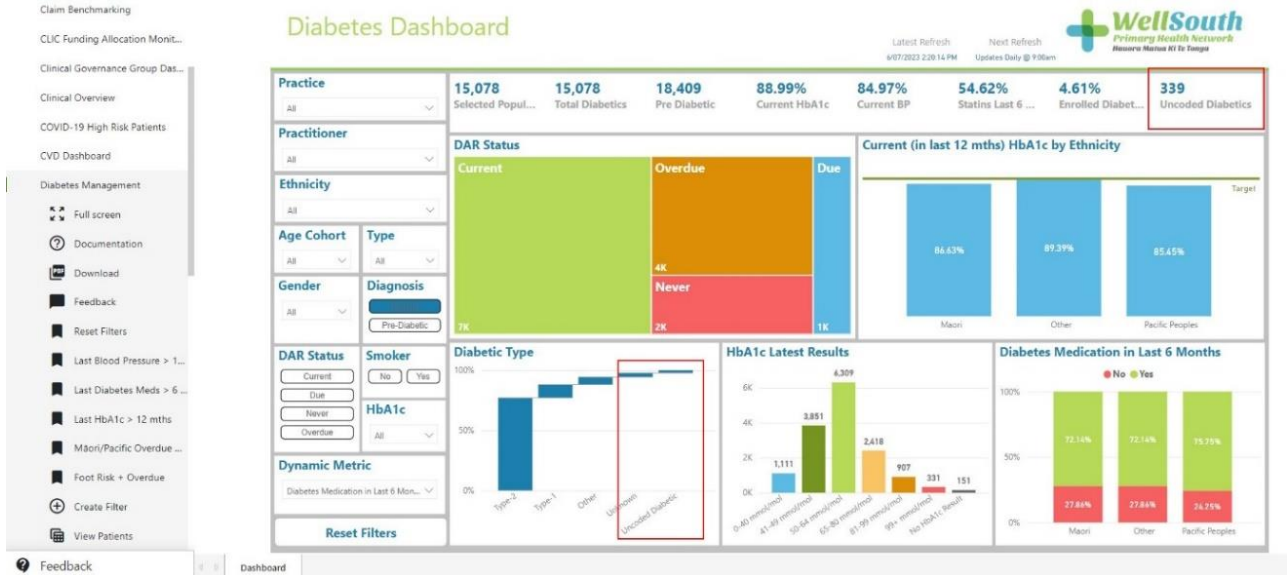 Claim Benchmarking
CLIC Funding Allocation Monit...
Clinical Governance Group Das...
Clinical Overview
COVID-19 High Risk Patients
CVD Dashboard
Diabetes Management
Full screen
Documentation
Download
Feedback
Reset Filters
Last Blood Pressure > 1...
Last Diabetes Meds > 6 ...
Last HbA1c > 12 mths
Māori/Pacific Overdue ...
Foot Risk + Overdue
Create Filter
View Patients
Feedback
Diabetes Dashboard
Latest Refresh
6/07/2023 2:20:14 PM
Next Refresh
Updates Daily @ 9:00am
WellSouth
Primary Health Network
Hauora Matua Ki Te Tonga
Practice
All
Practitioner
All
Ethnicity
All
Age Cohort
All
Type
All
Gender
All
Diagnosis
Pre-Diabetic
DAR Status
Current
Due
Never
Overdue
Smoker
No Yes
HbA1c
All
Dynamic Metric
Diabetes Medication in Last 6 Mon...
Reset Filters
15,078
Selected Popul...
15,078
Total Diabetics
18,409
Pre Diabetic
88.99%
Current HbA1c
84.97%
Current BP
54.62%
Statins Last 6 ...
4.61%
Enrolled Diabet...
339
Uncoded Diabetics
DAR Status
Current
7K
Overdue
4K
Never
2K
Due
1K
Current (in last 12 mths) HbA1c by Ethnicity
Target
86.63%
89.39%
85.45%
Maori
Other
Pacific Peoples
Diabetic Type
100%
50%
0%
Type-2
Type-1
Other
Unknown
Uncoded Diabetic
HbA1c Latest Results
6K
4K
2K
0K
1,111
3,851
6,309
2,418
907
331
151
0-40 mmol/mol
41-49 mmol/mol
50-64 mmol/mol
65-80 mmol/mol
81-99 mmol/mol
99+ mmol/mol
No HbA1c Result
Diabetes Medication in Last 6 Months
No Yes
100%
50%
0%
72.14%
72.14%
75.75%
27.86%
27.86%
24.25%
Maori
Other
Pacific Peoples
Dashboard